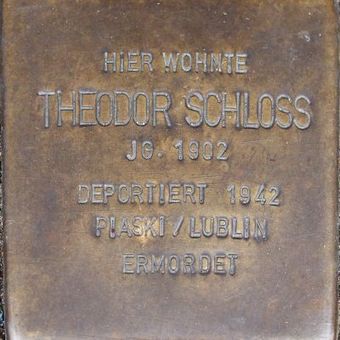 HIER WOHNTE
THEODOR SCHLOSS
JG. 1902
DEPORTIERT 1942
PIASKI / LUBLIN
ERMORDET